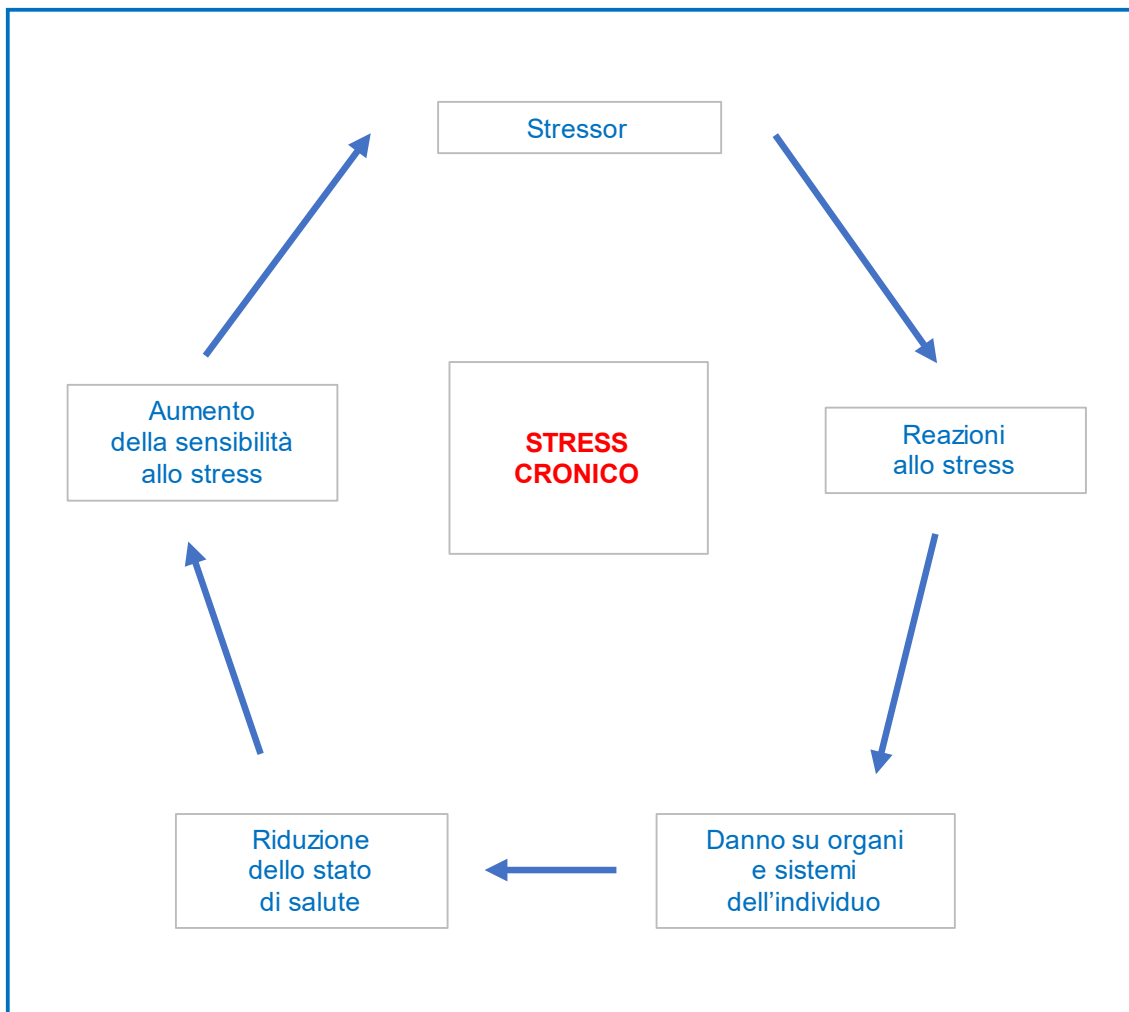 Stressor
Reazioni
allo stress
Danno su organi
e sistemi
dell'individuo
Riduzione
dello stato
di salute
Aumento
della sensibilità
allo stress
STRESS
CRONICO